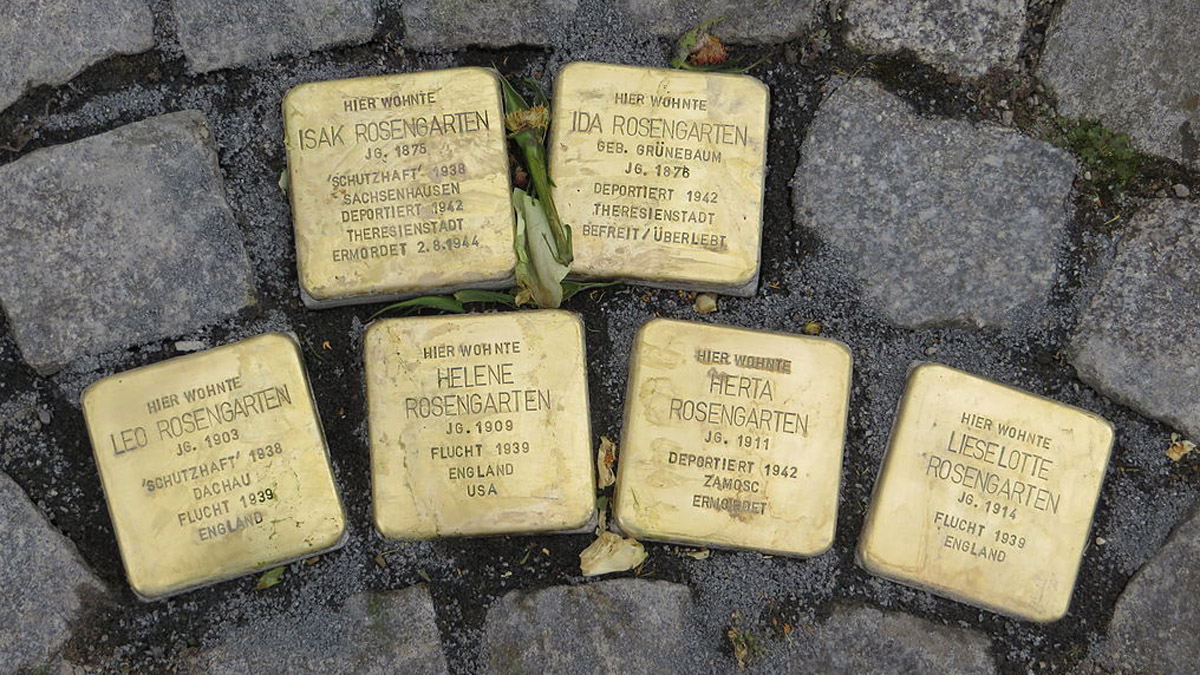 HIER WOHNTE
ISAK ROSENGARTEN
JG. 1875
'SCHUTZHAFT' 1938
SACHSENHAUSEN
DEPORTIERT 1942
THERESIENSTADT
ERMORDET 2.8.1944
HIER WOHNTE
IDA ROSENGARTEN
GEB. GRÜNEBAUM
JG. 1876
DEPORTIERT 1942
THERESIENSTADT
BEFREIT/ÜBERLEBT
HIER WOHNTE
LEO ROSENGARTEN
JG. 1903
'SCHUTZHAFT' 1938
DACHAU
FLUCHT 1939
ENGLAND
HIER WOHNTE
HELENE
ROSENGARTEN
JG. 1909
FLUCHT 1939
ENGLAND
USA
HIER WOHNTE
HERTA
ROSENGARTEN
JG. 1911
DEPORTIERT 1942
ZAMOSC
ERMORDET
HIER WOHNTE
LIESELOTTE
ROSENGARTEN
JG. 1914
FLUCHT 1939
ENGLAND